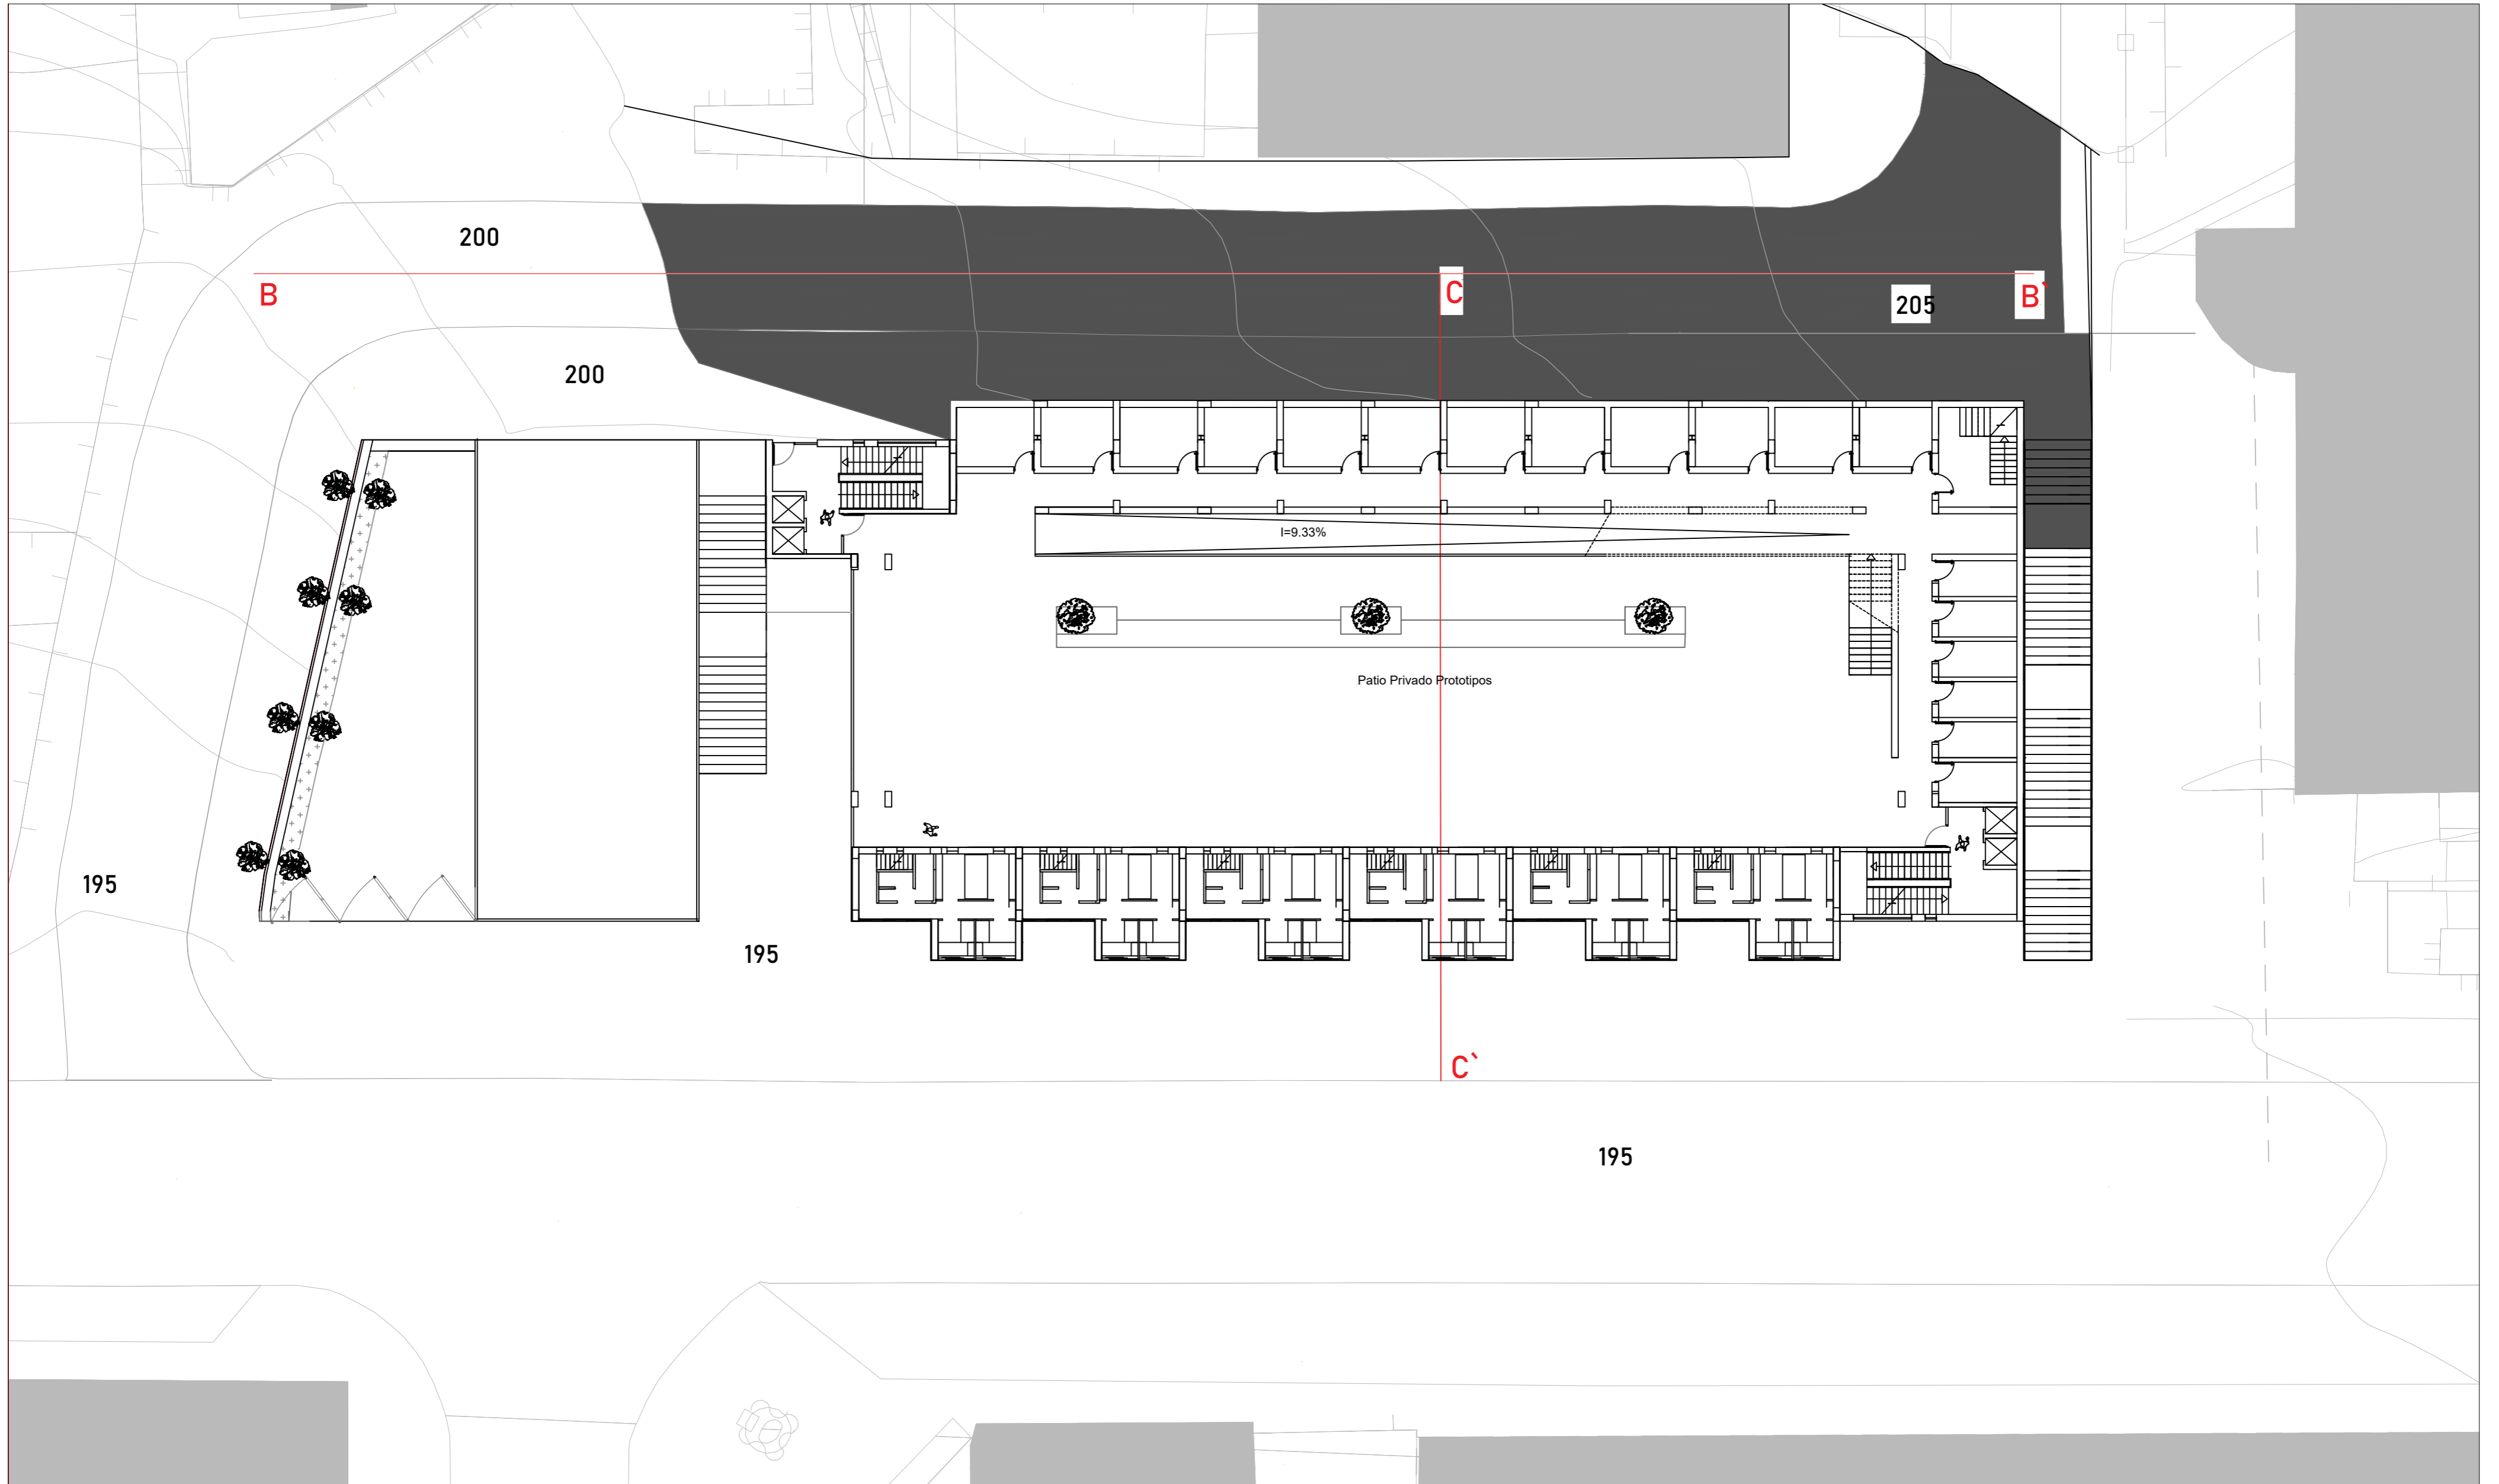 200
B
C
B`
205
200
I=9.33%
Patio Privado Prototipos
195
195
C`
195